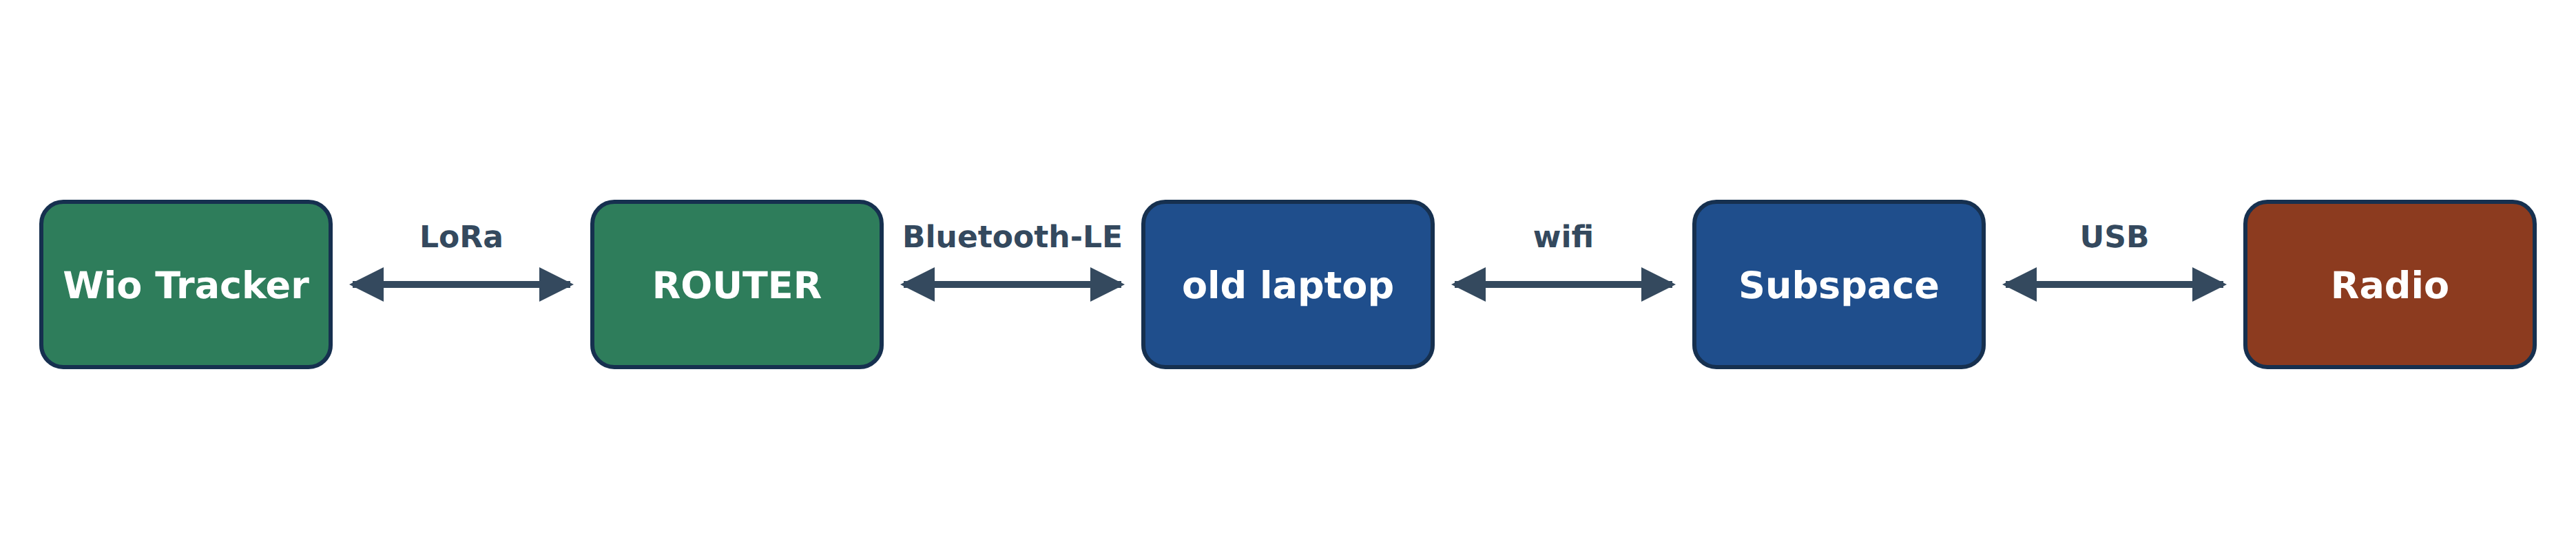 LoRa
Bluetooth-LE
wifi
USB
Wio Tracker
ROUTER
old laptop
Subspace
Radio